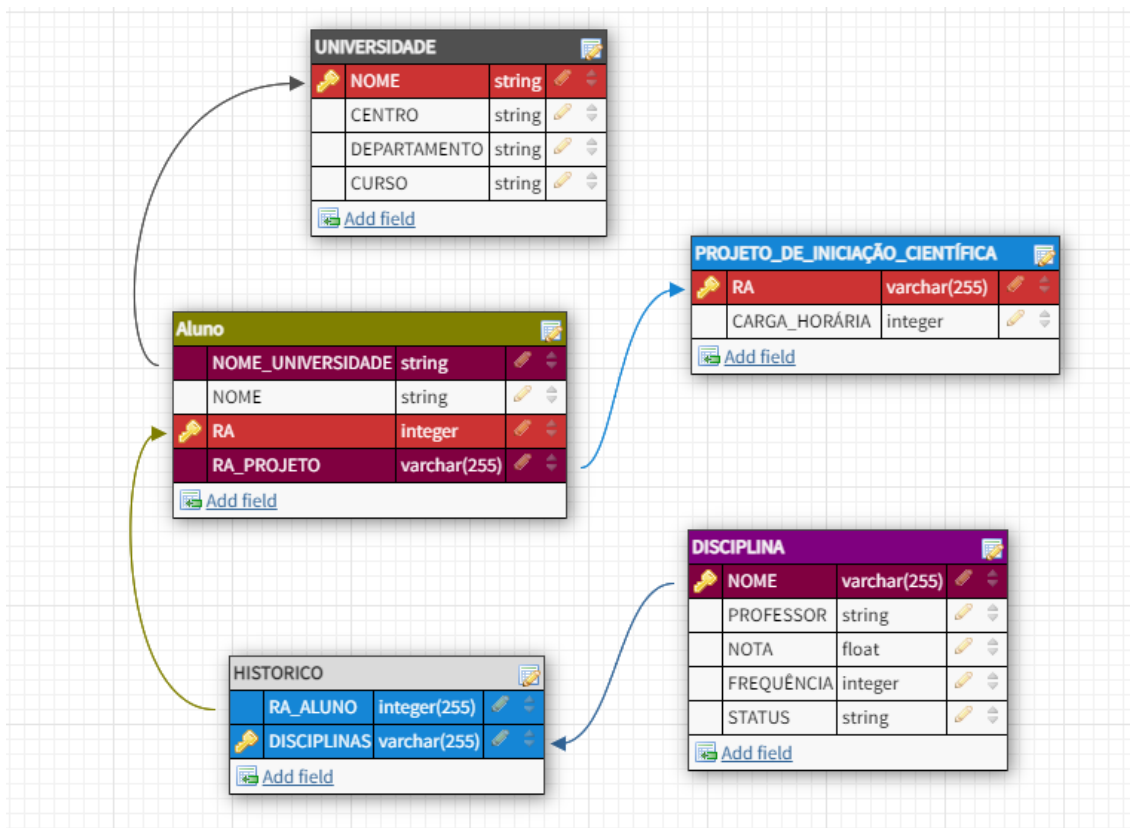 UNIVERSIDADE
NOME string
CENTRO string
DEPARTAMENTO string
CURSO string
Add field
PROJETO_DE_INICIAÇÃO_CIENTÍFICA
RA varchar(255)
CARGA_HORÁRIA integer
Add field
Aluno
NOME_UNIVERSIDADE string
NOME string
RA integer
RA_PROJETO varchar(255)
Add field
DISCIPLINA
NOME varchar(255)
PROFESSOR string
NOTA float
FREQUÊNCIA integer
STATUS string
Add field
HISTORICO
RA_ALUNO integer(255)
DISCIPLINAS varchar(255)
Add field